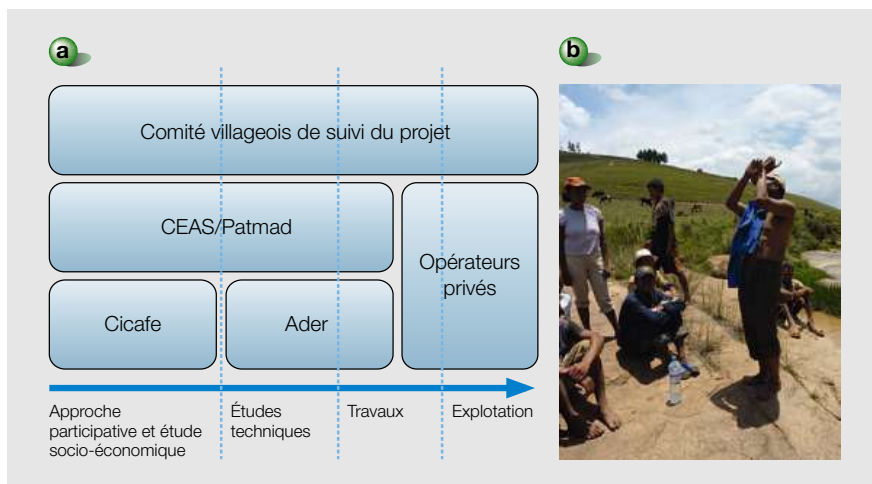 a
b
Comité villageois de suivi du projet
CEAS/Patmad
Opérateurs
privés
Cicafe
Ader
Approche
participative et étude
socio-économique
Études
techniques
Travaux
Explotation